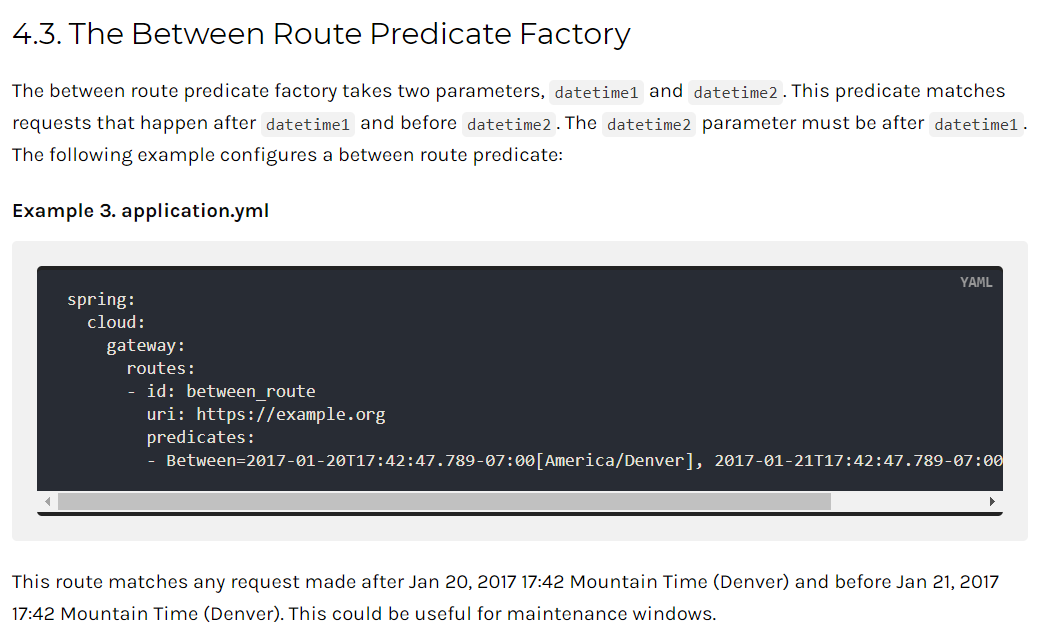 4.3. The Between Route Predicate Factory
The between route predicate factory takes two parameters, datetime1 and datetime2. This predicate matches
requests that happen after datetime1 and before datetime2. The datetime2 parameter must be after datetime1.
The following example configures a between route predicate:
Example 3. application.yml
YAML
spring:
  cloud:
    gateway:
      routes:
      - id: between_route
        uri: https://example.org
        predicates:
        - Between=2017-01-20T17:42:47.789-07:00[America/Denver], 2017-01-21T17:42:47.789-07:00
This route matches any request made after Jan 20, 2017 17:42 Mountain Time (Denver) and before Jan 21, 2017
17:42 Mountain Time (Denver). This could be useful for maintenance windows.